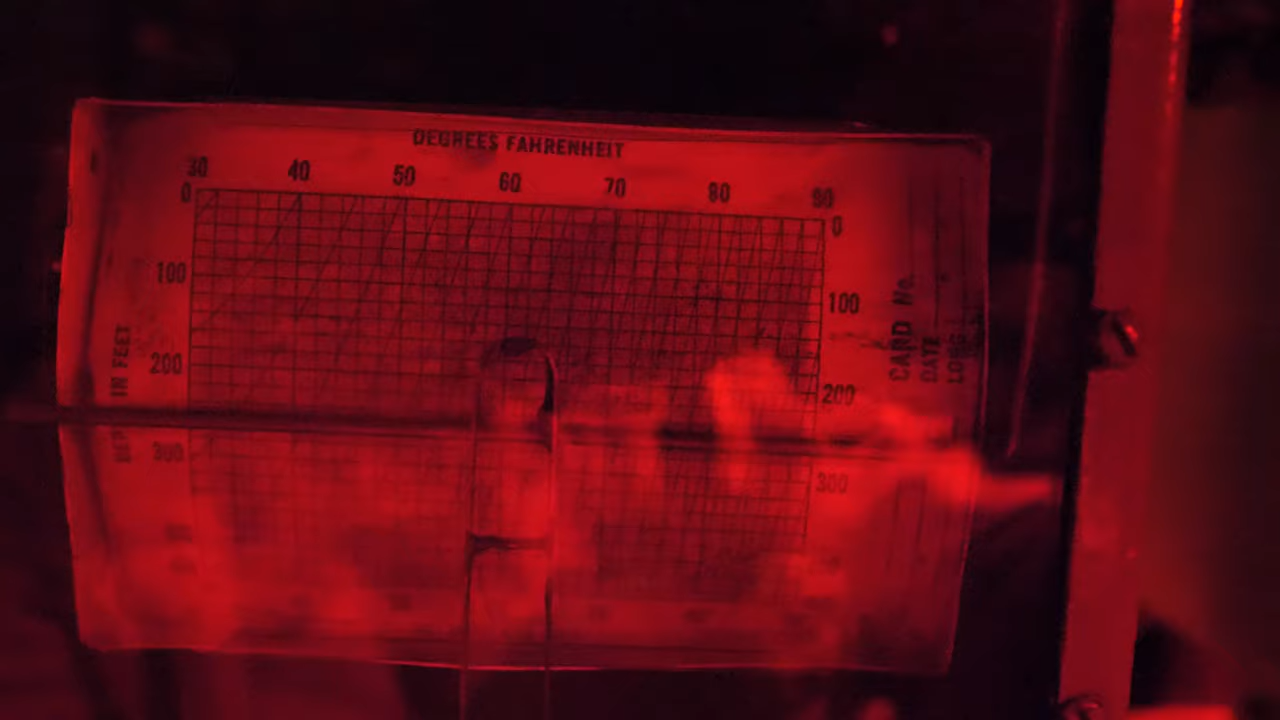 DEGREES FAHRENHEIT
30 40 50 60 70 80 90
0 0
100 100
200 200
300 300
IN FEET
CARD No.
DATE